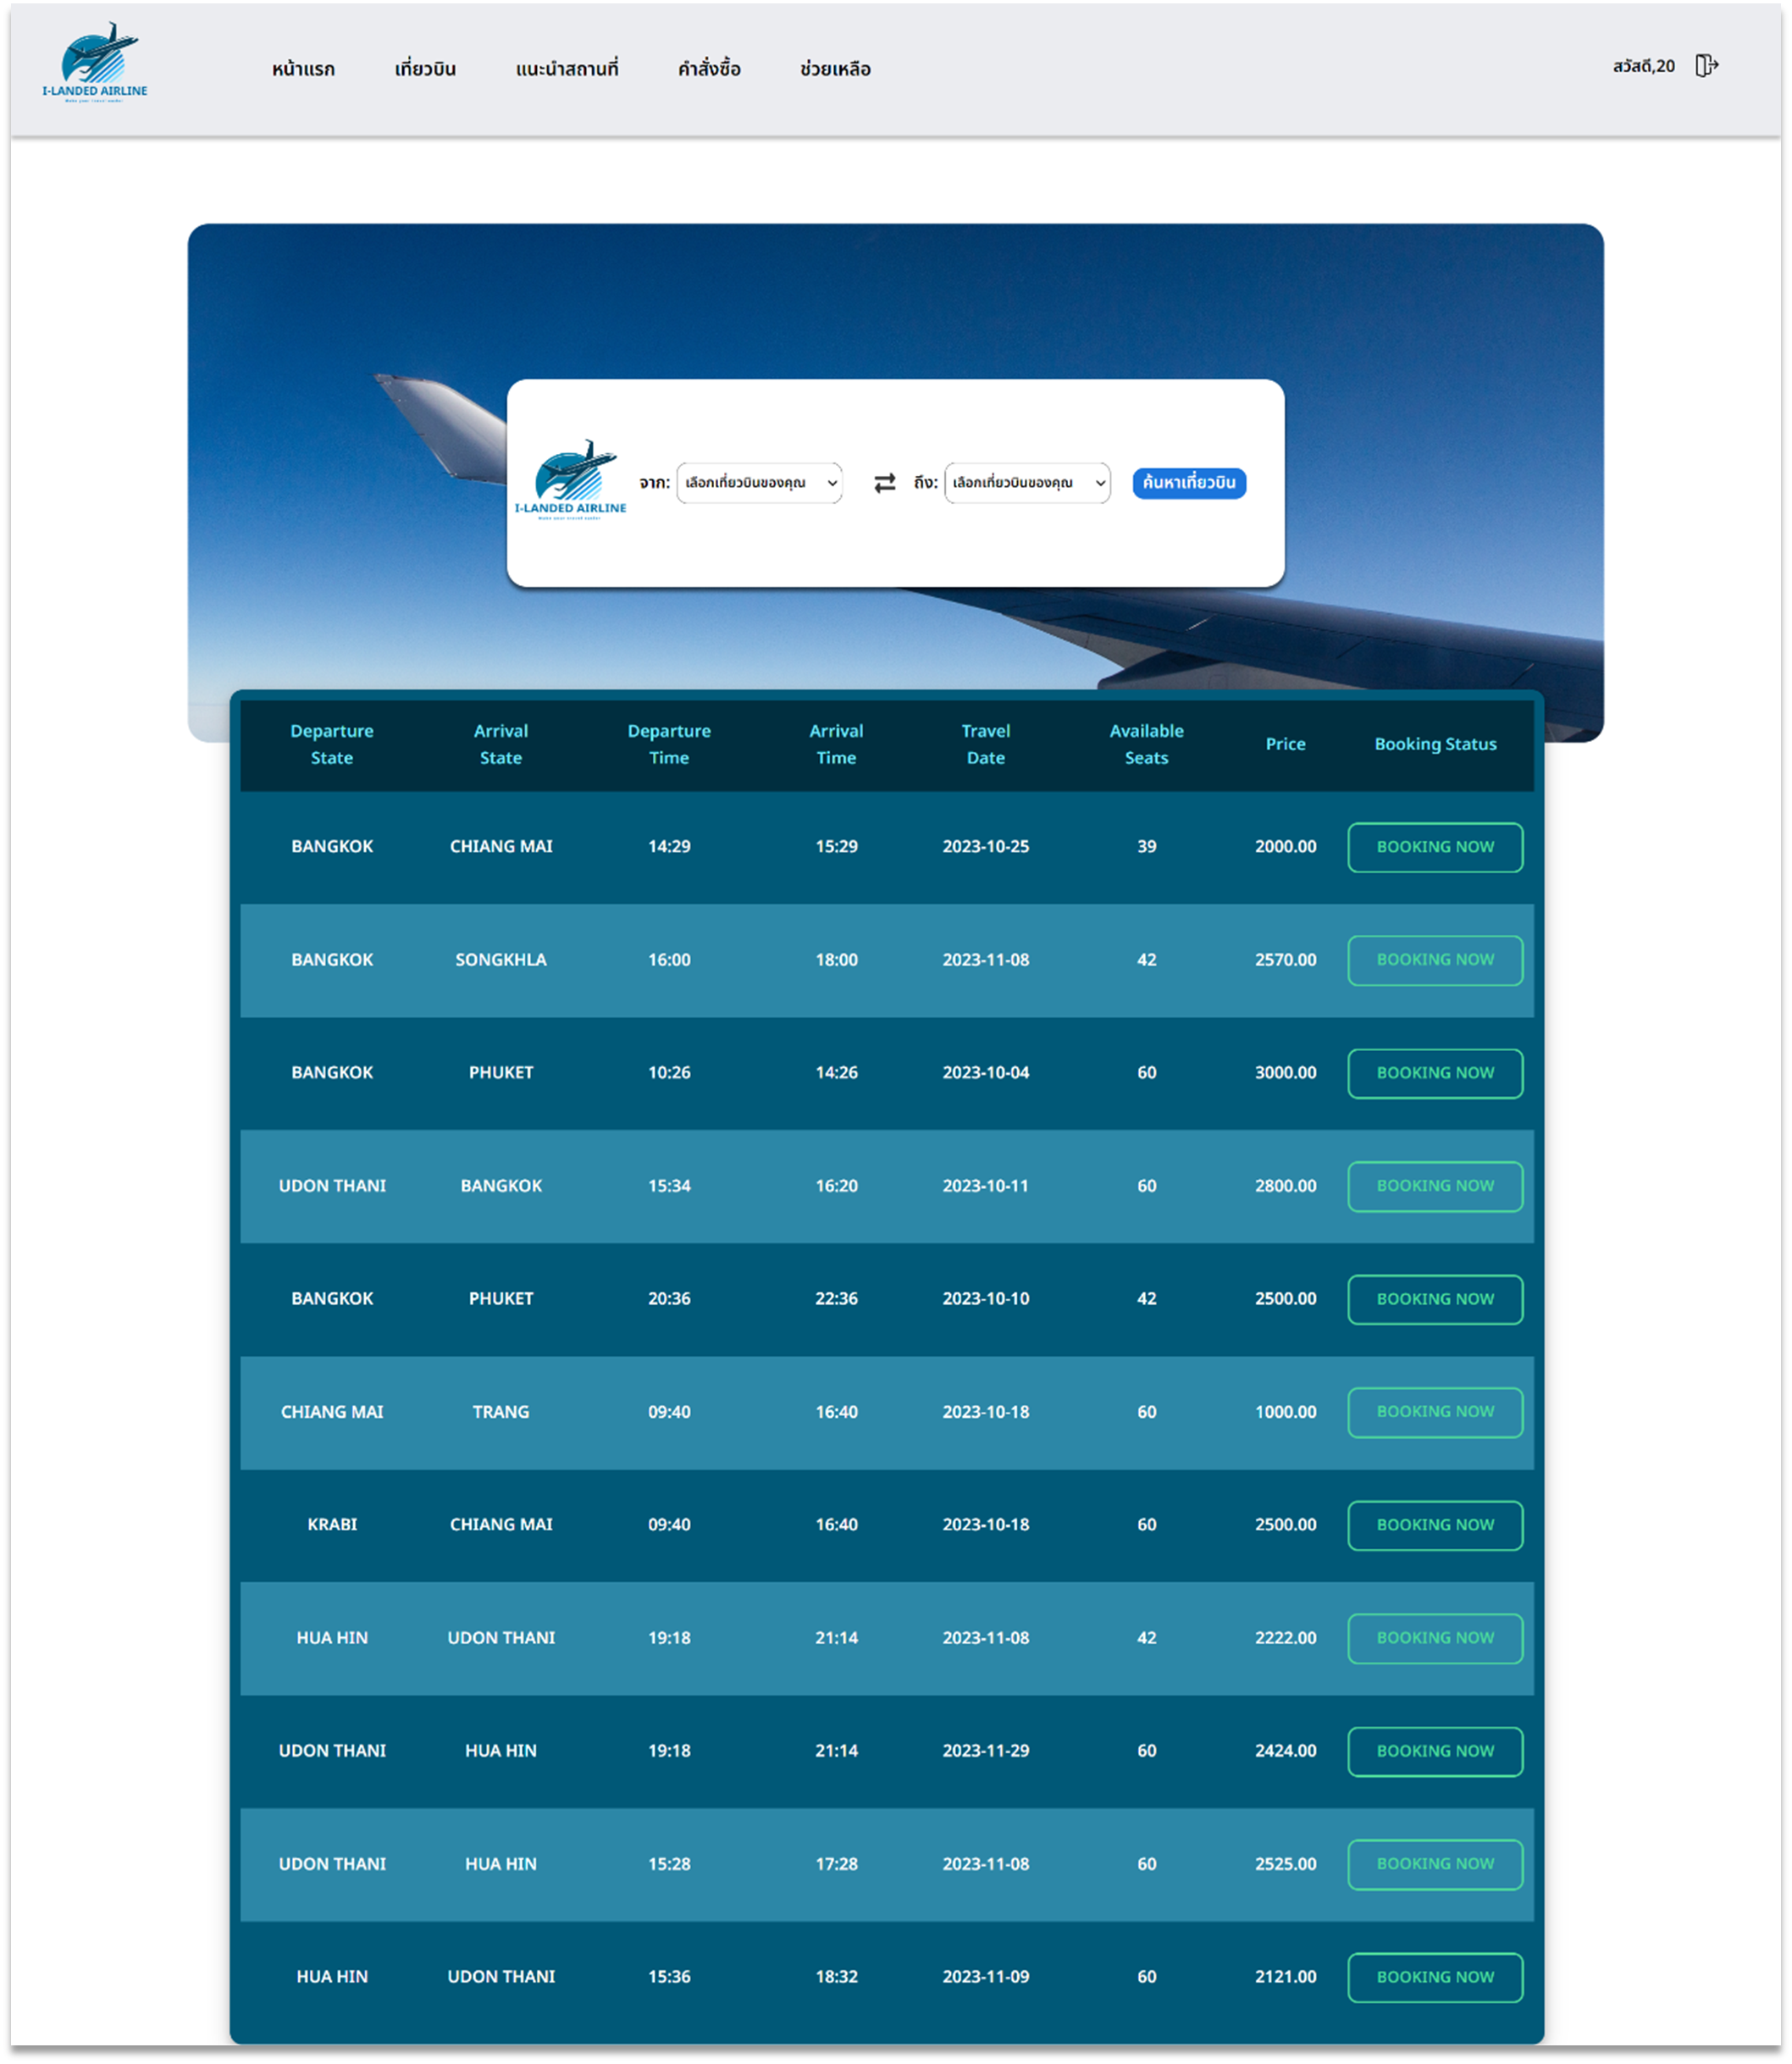 I-LANDED AIRLINE
หน้าแรก เที่ยวบิน แนะนำสถานที่ คำสั่งซื้อ ช่วยเหลือ สวัสดี,20
I-LANDED AIRLINE
จาก: เลือกเที่ยวบินของคุณ ถึง: เลือกเที่ยวบินของคุณ ค้นหาเที่ยวบิน
Departure State Arrival State Departure Time Arrival Time Travel Date Available Seats Price Booking Status
BANGKOK CHIANG MAI 14:29 15:29 2023-10-25 39 2000.00 BOOKING NOW
BANGKOK SONGKHLA 16:00 18:00 2023-11-08 42 2570.00 BOOKING NOW
BANGKOK PHUKET 10:26 14:26 2023-10-04 60 3000.00 BOOKING NOW
UDON THANI BANGKOK 15:34 16:20 2023-10-11 60 2800.00 BOOKING NOW
BANGKOK PHUKET 20:36 22:36 2023-10-10 42 2500.00 BOOKING NOW
CHIANG MAI TRANG 09:40 16:40 2023-10-18 60 1000.00 BOOKING NOW
KRABI CHIANG MAI 09:40 16:40 2023-10-18 60 2500.00 BOOKING NOW
HUA HIN UDON THANI 19:18 21:14 2023-11-08 42 2222.00 BOOKING NOW
UDON THANI HUA HIN 19:18 21:14 2023-11-29 60 2424.00 BOOKING NOW
UDON THANI HUA HIN 15:28 17:28 2023-11-08 60 2525.00 BOOKING NOW
HUA HIN UDON THANI 15:36 18:32 2023-11-09 60 2121.00 BOOKING NOW